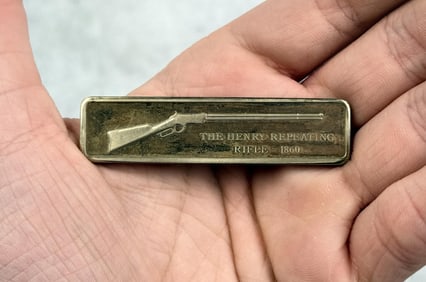 THE HENRY REPEATING
RIFLE 1860